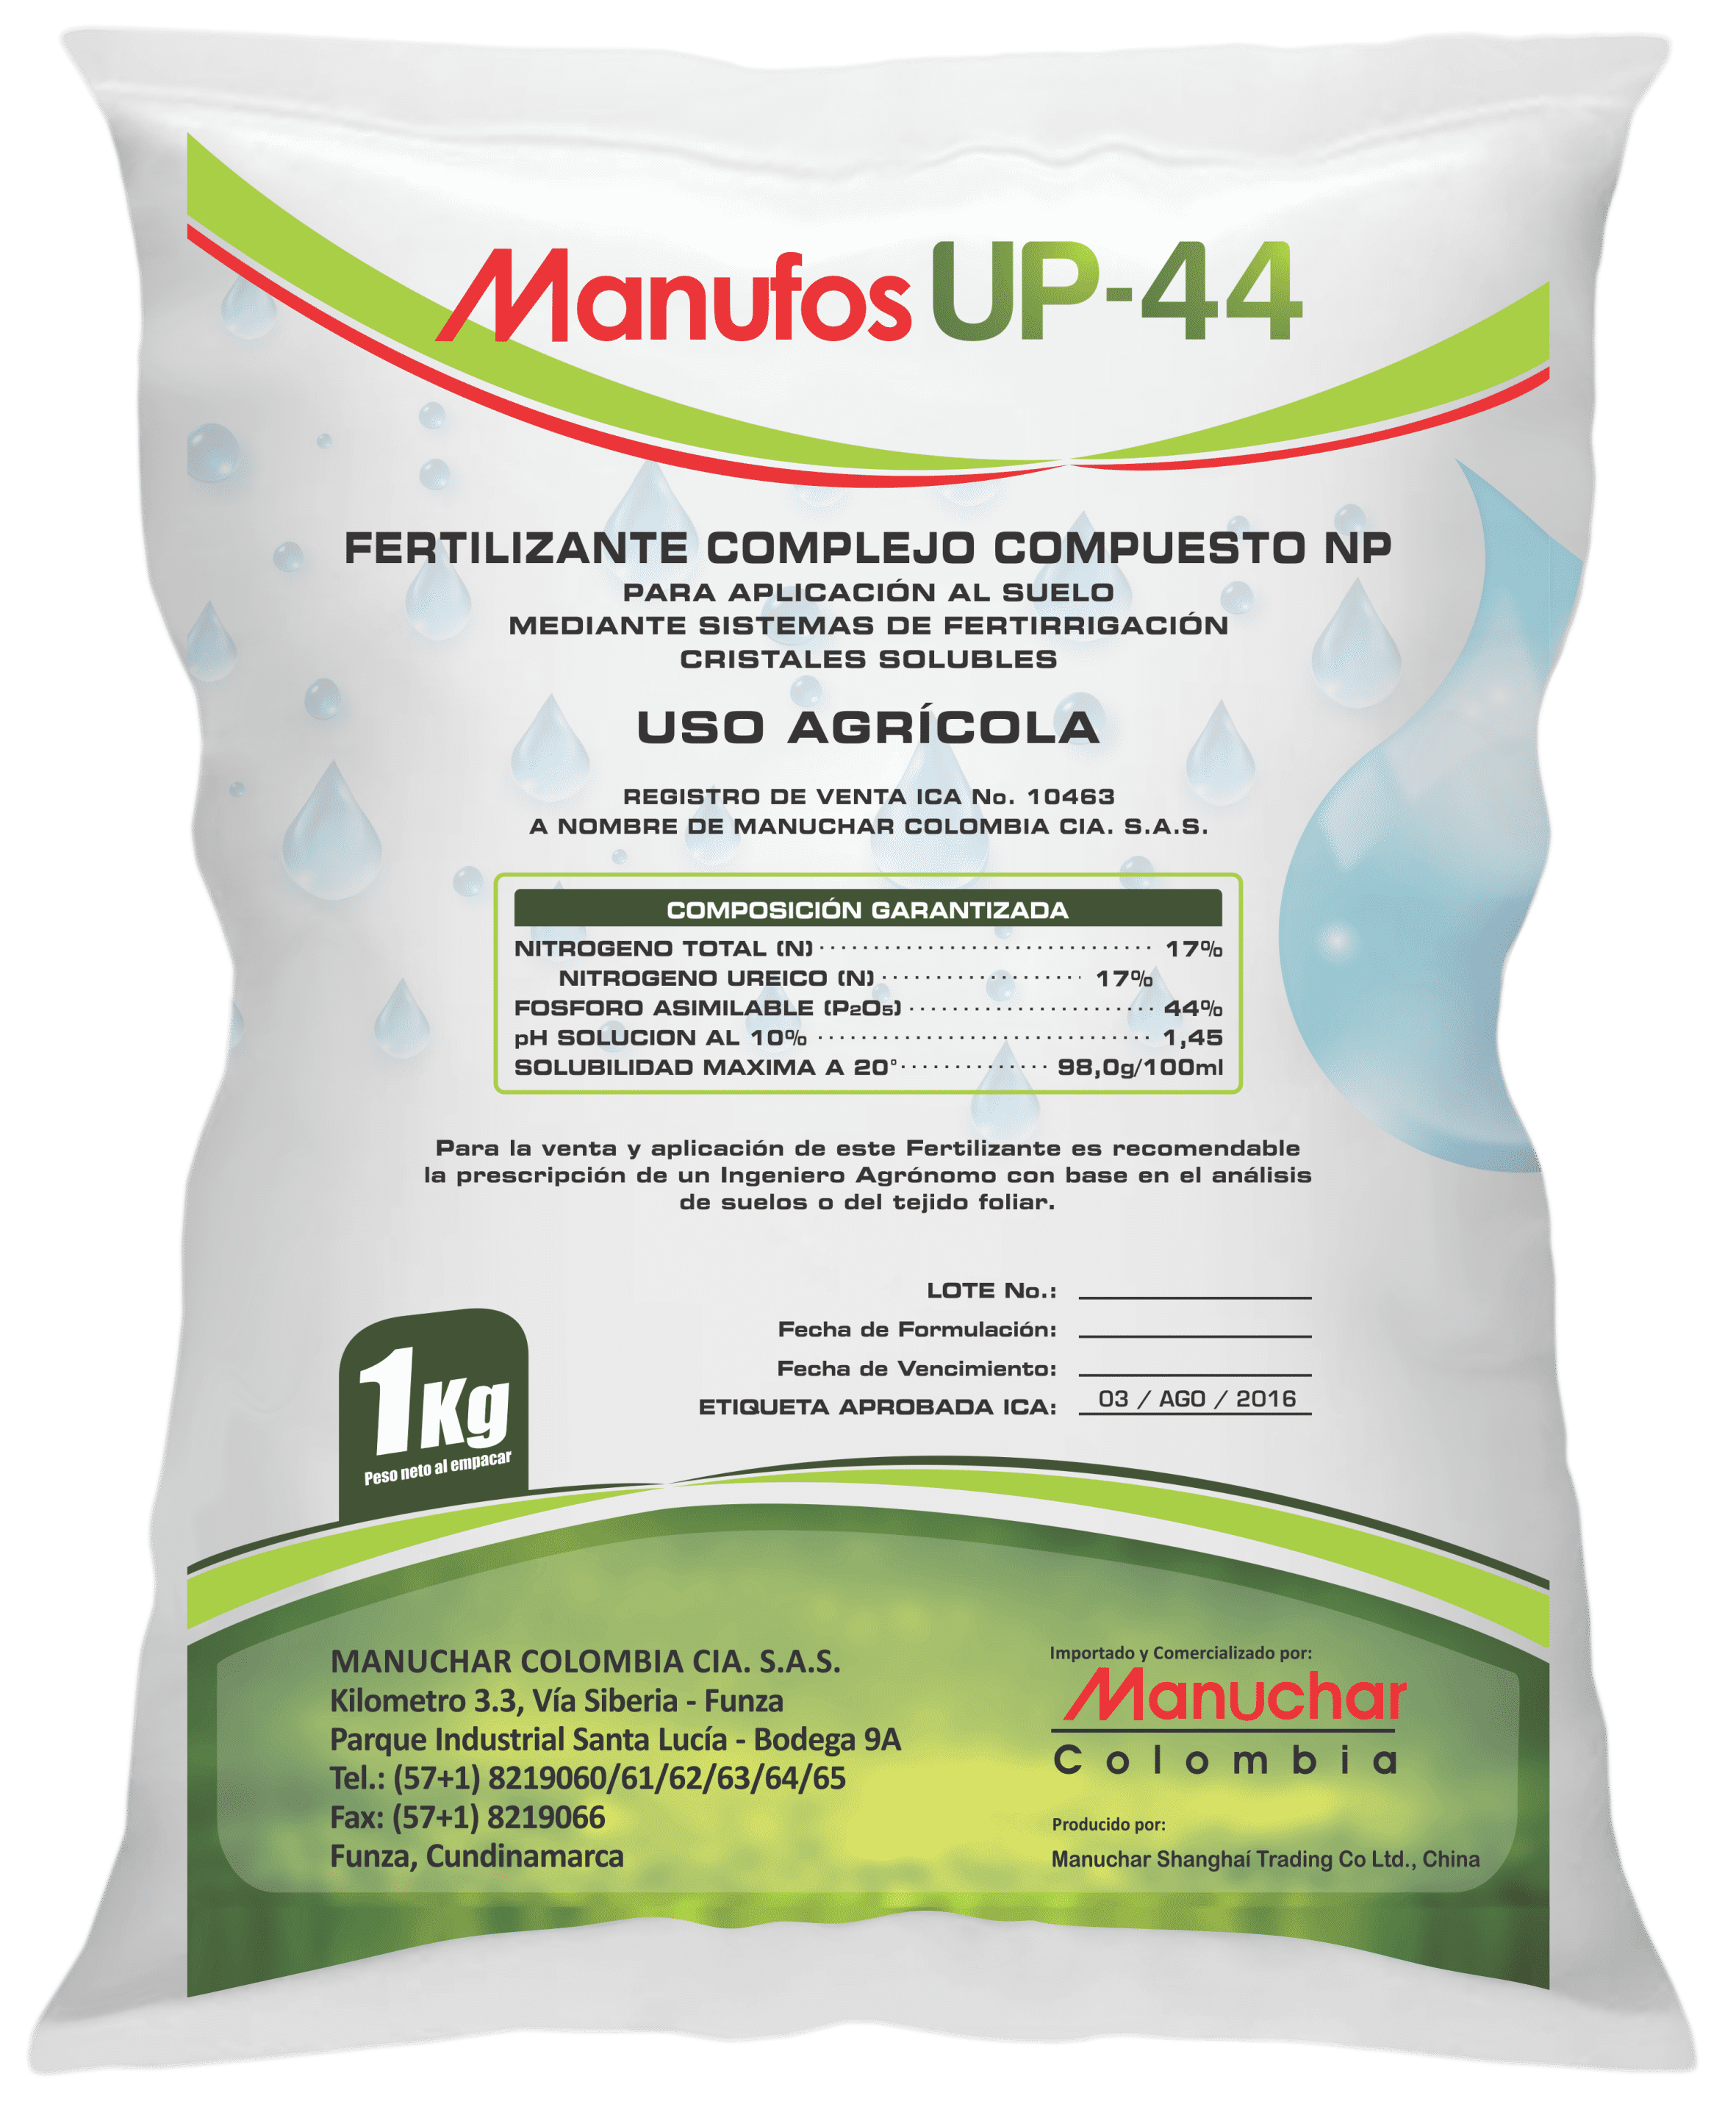 Manufos UP-44
FERTILIZANTE COMPLEJO COMPUESTO NP
PARA APLICACIÓN AL SUELO
MEDIANTE SISTEMAS DE FERTIRRIGACIÓN
CRISTALES SOLUBLES
USO AGRÍCOLA
REGISTRO DE VENTA ICA No. 10463
A NOMBRE DE MANUCHAR COLOMBIA CIA. S.A.S.
COMPOSICIÓN GARANTIZADA
NITROGENO TOTAL (N) 17%
NITROGENO UREICO (N) 17%
FOSFORO ASIMILABLE (P2O5) 44%
pH SOLUCION AL 10% 1,45
SOLUBILIDAD MAXIMA A 20° 98,0g/100ml
Para la venta y aplicación de este Fertilizante es recomendable
la prescripción de un Ingeniero Agrónomo con base en el análisis
de suelos o del tejido foliar.
LOTE No.:
Fecha de Formulación:
Fecha de Vencimiento:
ETIQUETA APROBADA ICA: 03 / AGO / 2016
1Kg
Peso neto al empacar
MANUCHAR COLOMBIA CIA. S.A.S.
Kilometro 3.3, Vía Siberia - Funza
Parque Industrial Santa Lucía - Bodega 9A
Tel.: (57+1) 8219060/61/62/63/64/65
Fax: (57+1) 8219066
Funza, Cundinamarca
Importado y Comercializado por:
Manuchar
Colombia
Producido por:
Manuchar Shanghaí Trading Co Ltd., China